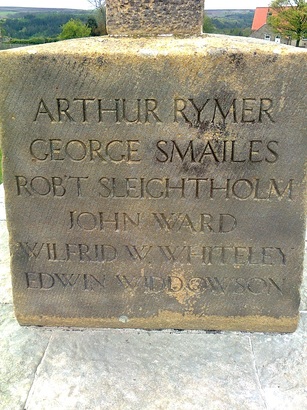 ARTHUR RYMER
GEORGE SMAILES
ROB'T SLEIGHTHOLM
JOHN WARD
WILFRID W. WHITELEY
EDWIN WIDDOWSON